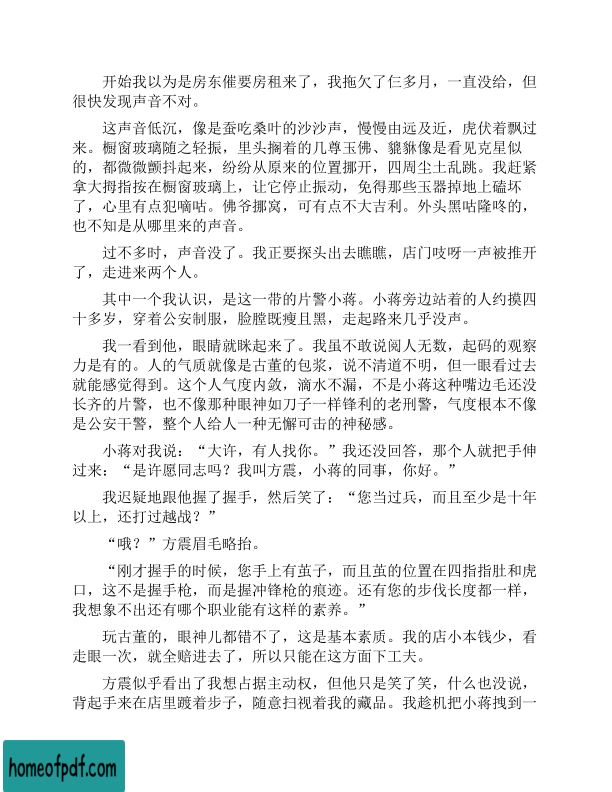 开始我以为是房东催要房租来了，我拖欠了仨多月，一直没给，但
很快发现声音不对。
这声音低沉，像是蚕吃桑叶的沙沙声，慢慢由远及近，虎伏着飘过
来。橱窗玻璃随之轻振，里头搁着的几尊玉佛、貔貅像是看见克星似
的，都微微颤抖起来，纷纷从原来的位置挪开，四周尘土乱跳。我赶紧
拿大拇指按在橱窗玻璃上，让它停止振动，免得那些玉器掉地上磕坏
了，心里有点犯嘀咕。佛爷挪窝，可有点不大吉利。外头黑咕隆咚的，
也不知是从哪里来的声音。
过不多时，声音没了。我正要探头出去瞧瞧，店门吱呀一声被推开
了，走进来两个人。
其中一个我认识，是这一带的片警小蒋。小蒋旁边站着的人约摸四
十多岁，穿着公安制服，脸膛既瘦且黑，走起路来几乎没声。
我一看到他，眼睛就眯起来了。我虽不敢说阅人无数，起码的观察
力是有的。人的气质就像是古董的包浆，说不清道不明，但一眼看过去
就能感觉得到。这个人气度内敛，滴水不漏，不是小蒋这种嘴边毛还没
长齐的片警，也不像那种眼神如刀子一样锋利的老刑警，气度根本不像
是公安干警，整个人给人一种无懈可击的神秘感。
小蒋对我说：“大许，有人找你。”我还没回答，那个人就把手伸
过来：“是许愿同志吗？我叫方震，小蒋的同事，你好。”
我迟疑地跟他握了握手，然后笑了：“您当过兵，而且至少是十年
以上，还打过越战？”
“哦？”方震眉毛略抬。
“刚才握手的时候，您手上有茧子，而且茧的位置在四指指肚和虎
口，这不是握手枪，而是握冲锋枪的痕迹。还有您的步伐长度都一样，
我想象不出还有哪个职业能有这样的素养。”
玩古董的，眼神儿都错不了，这是基本素质。我的店小本钱少，看
走眼一次，就全赔进去了，所以只能在这方面下工夫。
方震似乎看出了我想占据主动权，但他只是笑了笑，什么也没说，
背起手来在店里踱着步子，随意扫视着我的藏品。我趁机把小蒋拽到一
homeofpdf.com